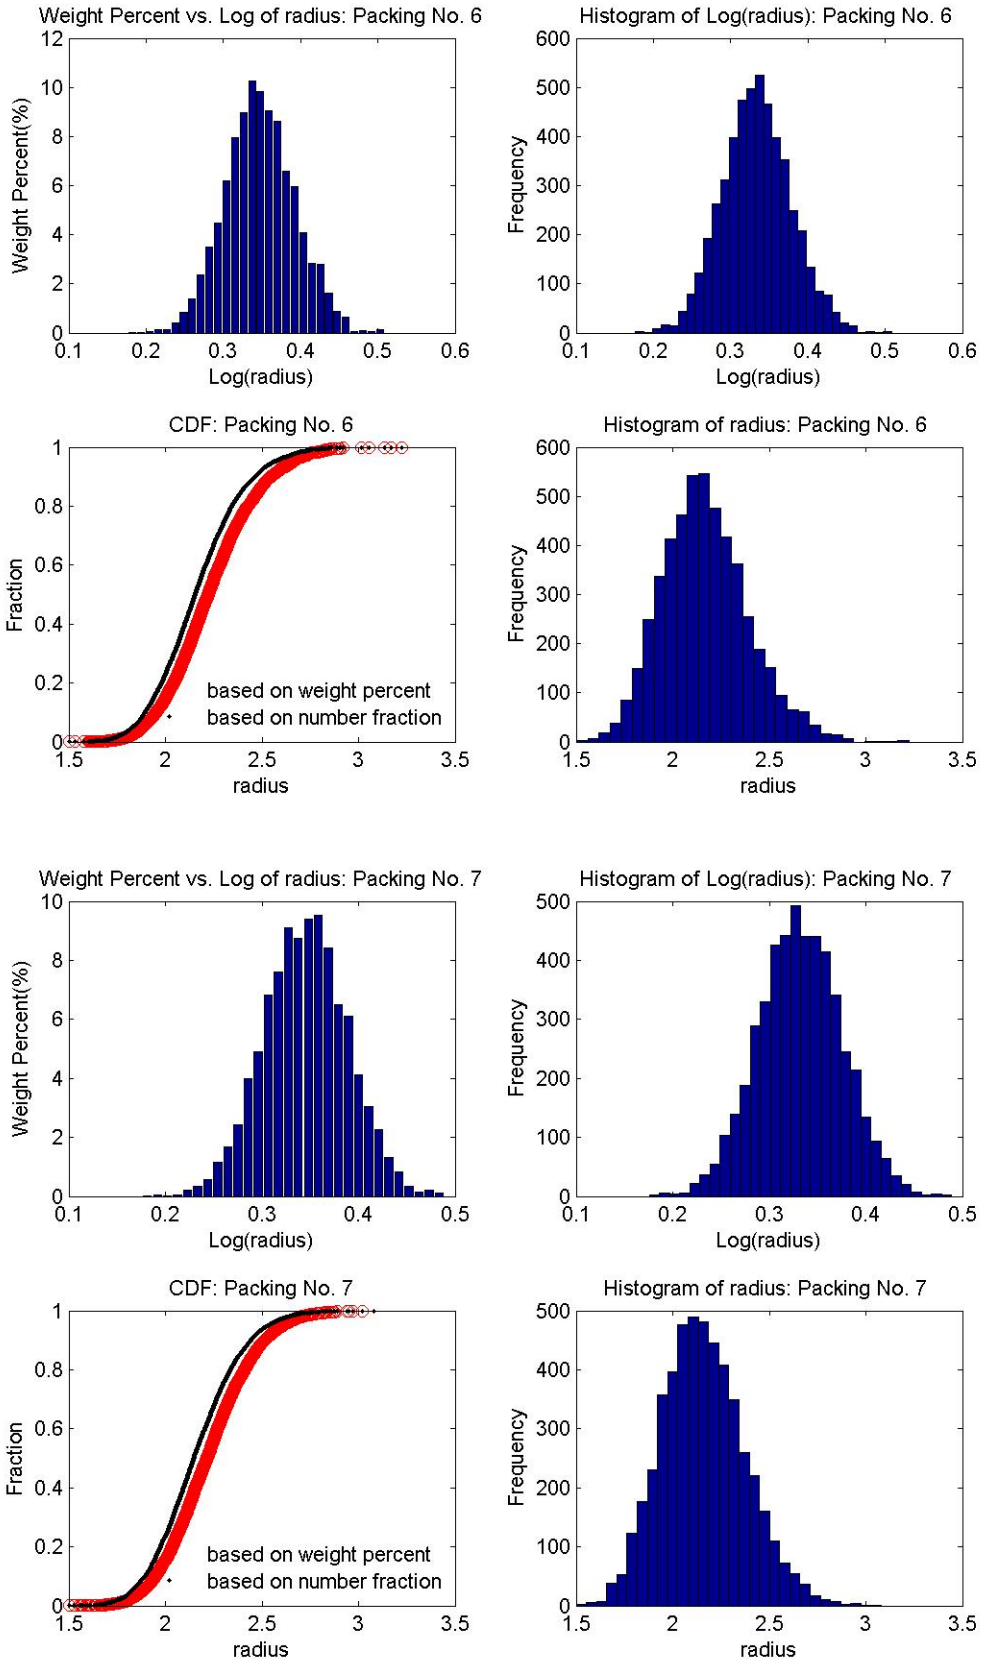 Weight Percent vs. Log of radius: Packing No. 6
12
10
8
6
4
2
0
Weight Percent(%)
0.1 0.2 0.3 0.4 0.5 0.6
Log(radius)
Histogram of Log(radius): Packing No. 6
600
500
400
300
200
100
0
Frequency
0.1 0.2 0.3 0.4 0.5 0.6
Log(radius)
CDF: Packing No. 6
1
0.8
0.6
0.4
0.2
0
Fraction
based on weight percent
based on number fraction
1.5 2 2.5 3 3.5
radius
Histogram of radius: Packing No. 6
600
500
400
300
200
100
0
Frequency
1.5 2 2.5 3 3.5
radius
Weight Percent vs. Log of radius: Packing No. 7
10
8
6
4
2
0
Weight Percent(%)
0.1 0.2 0.3 0.4 0.5
Log(radius)
Histogram of Log(radius): Packing No. 7
500
400
300
200
100
0
Frequency
0.1 0.2 0.3 0.4 0.5
Log(radius)
CDF: Packing No. 7
1
0.8
0.6
0.4
0.2
0
Fraction
based on weight percent
based on number fraction
1.5 2 2.5 3 3.5
radius
Histogram of radius: Packing No. 7
500
400
300
200
100
0
Frequency
1.5 2 2.5 3 3.5
radius